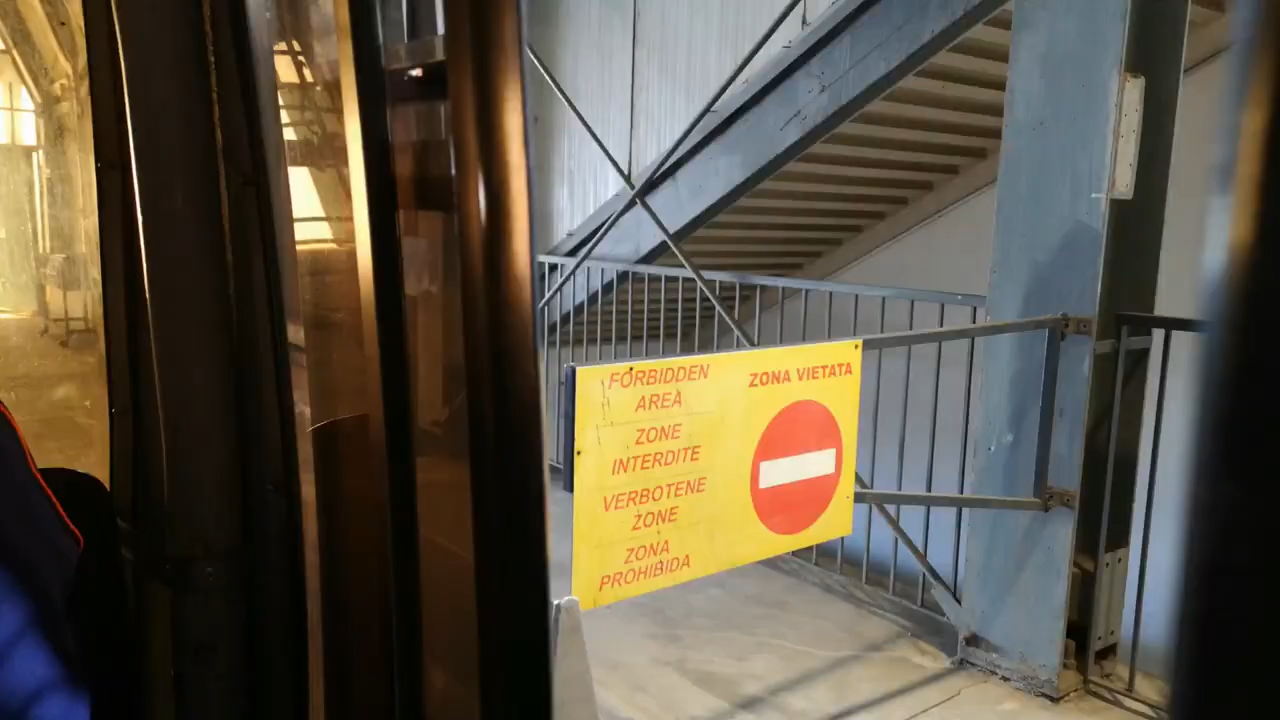 FORBIDDEN
AREA
ZONE
INTERDITE
VERBOTENE
ZONE
ZONA
PROHIBIDA
ZONA VIETATA